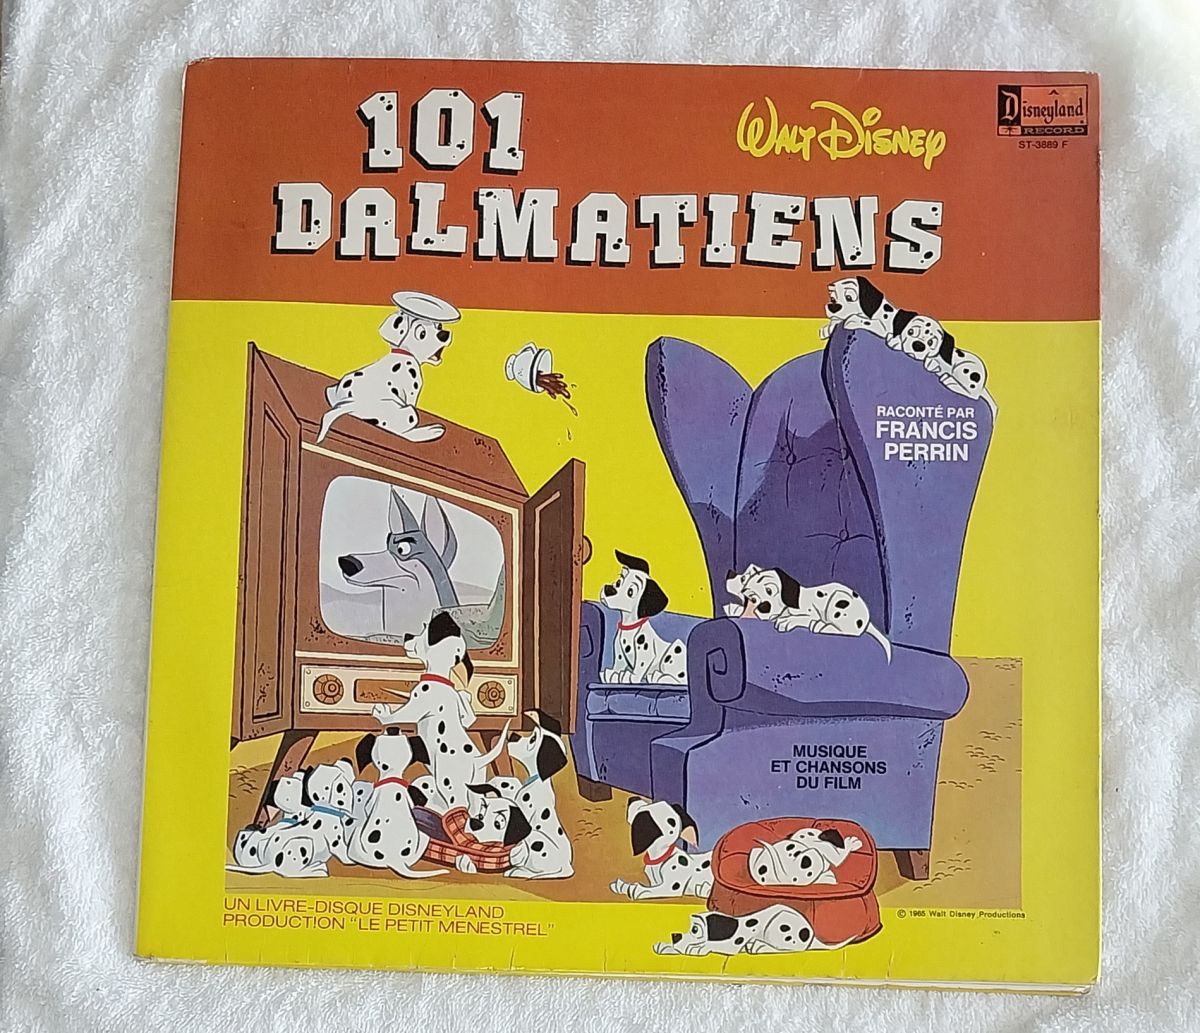 101
DALMATIENS
WALT DISNEY
Disneyland
RECORD
ST-3889 F
RACONTÉ PAR
FRANCIS
PERRIN
MUSIQUE
ET CHANSONS
DU FILM
UN LIVRE-DISQUE DISNEYLAND
PRODUCTION "LE PETIT MENESTREL"
© 1965 Walt Disney Productions